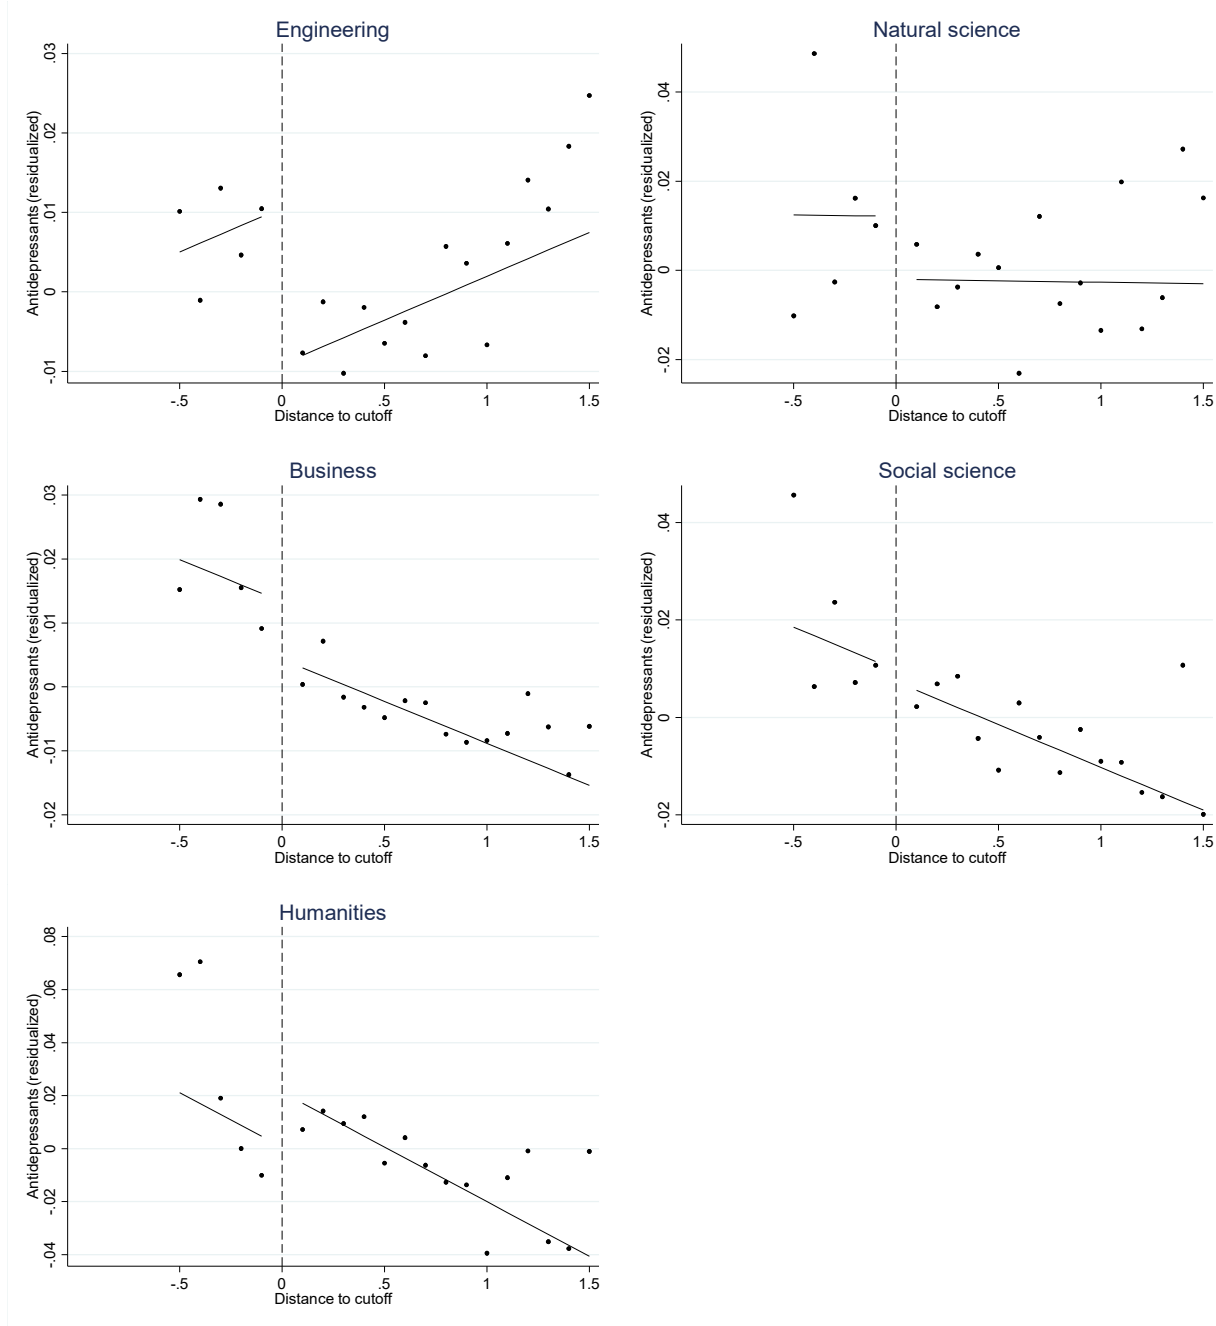 Engineering
Antidepressants (residualized)
.03
.02
.01
0
-.01
-.5 0 .5 1 1.5
Distance to cutoff
Natural science
Antidepressants (residualized)
.04
.02
0
-.02
-.5 0 .5 1 1.5
Distance to cutoff
Business
Antidepressants (residualized)
.03
.02
.01
0
-.01
-.02
-.5 0 .5 1 1.5
Distance to cutoff
Social science
Antidepressants (residualized)
.04
.02
0
-.02
-.5 0 .5 1 1.5
Distance to cutoff
Humanities
Antidepressants (residualized)
.08
.06
.04
.02
0
-.02
-.04
-.5 0 .5 1 1.5
Distance to cutoff